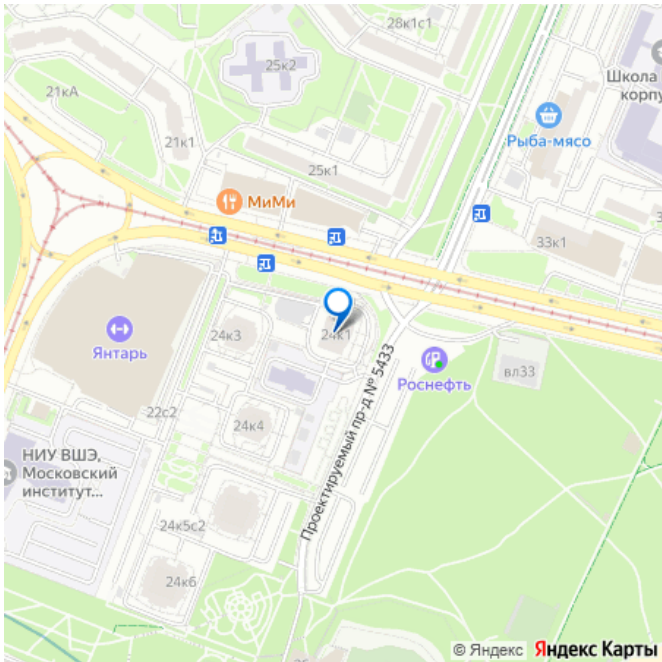 28к1с1
25к2
21кА
Школа
корпу
Рыба-мясо
21к1
25к1
МиМи
33к1
24к1
24к3
Янтарь
Роснефть
вл33
22с2
24к4
Проектируемый пр-д № 5433
НИУ ВШЭ,
Московский
институт...
24к5с2
24к6
© Яндекс Яндекс Карты